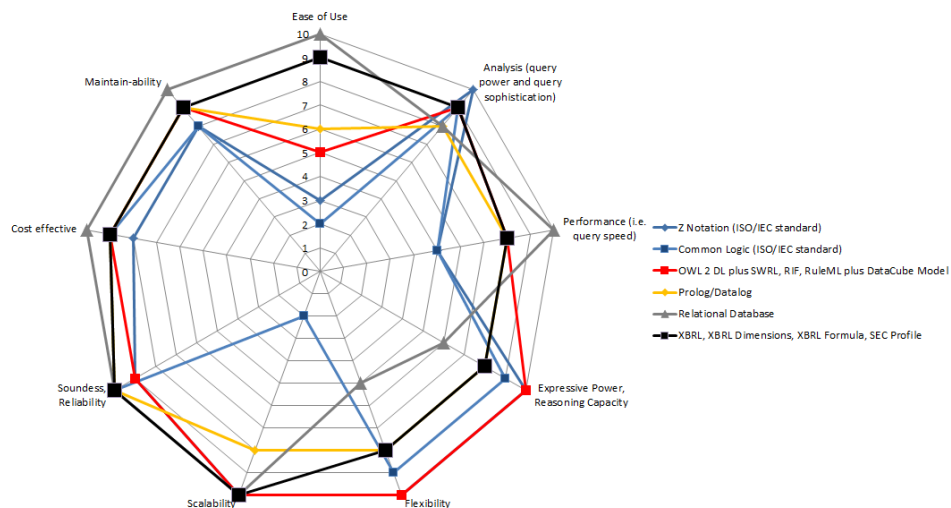 Ease of Use
10
9
8
7
6
5
4
3
2
1
0
Analysis (query
power and query
sophistication)
Performance (i.e.
query speed)
Expressive Power,
Reasoning Capacity
Flexibility
Scalability
Soundess,
Reliability
Cost effective
Maintain-ability
Z Notation (ISO/IEC standard)
Common Logic (ISO/IEC standard)
OWL 2 DL plus SWRL, RIF, RuleML plus DataCube Model
Prolog/Datalog
Relational Database
XBRL, XBRL Dimensions, XBRL Formula, SEC Profile